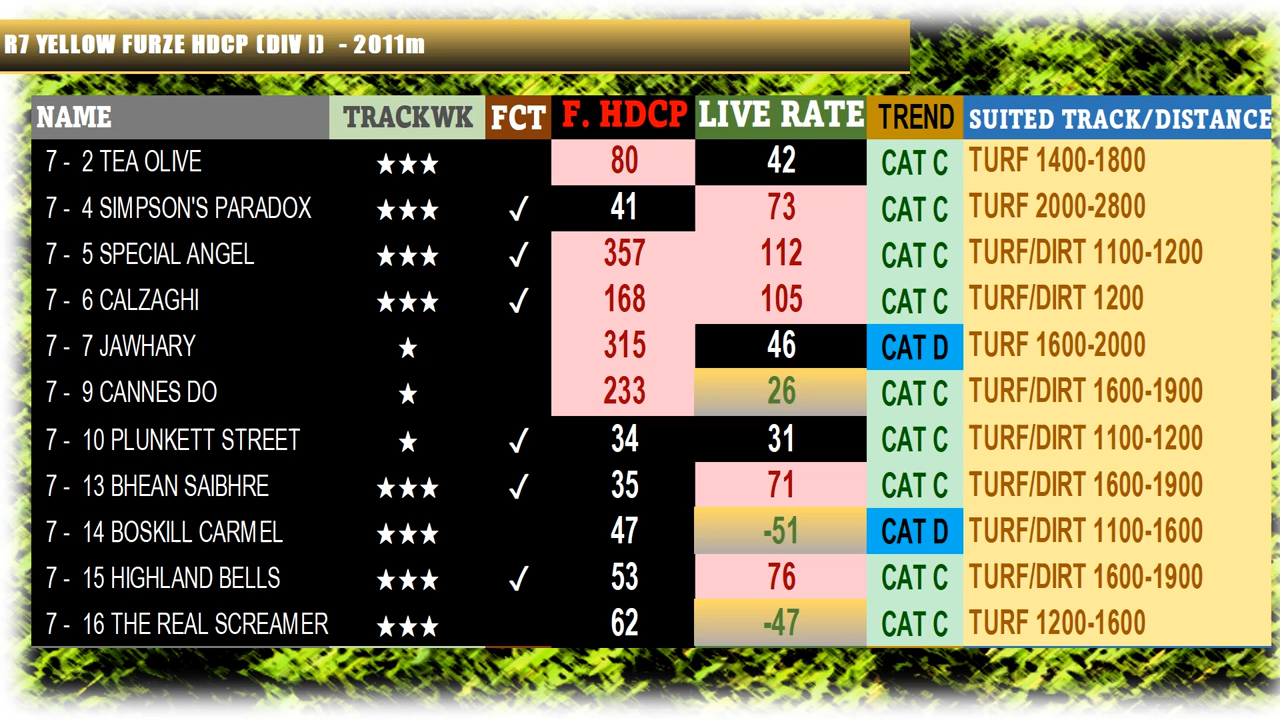 R7 YELLOW FURZE HDCP (DIV I) - 2011m
NAME TRACKWK FCT F. HDCP LIVE RATE TREND SUITED TRACK/DISTANCE
7 - 2 TEA OLIVE ★★★ 80 42 CAT C TURF 1400-1800
7 - 4 SIMPSON'S PARADOX ★★★ ✓ 41 73 CAT C TURF 2000-2800
7 - 5 SPECIAL ANGEL ★★★ ✓ 357 112 CAT C TURF/DIRT 1100-1200
7 - 6 CALZAGHI ★★★ ✓ 168 105 CAT C TURF/DIRT 1200
7 - 7 JAWHARY ★ 315 46 CAT D TURF 1600-2000
7 - 9 CANNES DO ★ 233 26 CAT C TURF/DIRT 1600-1900
7 - 10 PLUNKETT STREET ★ ✓ 34 31 CAT C TURF/DIRT 1100-1200
7 - 13 BHEAN SAIBHRE ★★★ ✓ 35 71 CAT C TURF/DIRT 1600-1900
7 - 14 BOSKILL CARMEL ★★★ 47 -51 CAT D TURF/DIRT 1100-1600
7 - 15 HIGHLAND BELLS ★★★ ✓ 53 76 CAT C TURF/DIRT 1600-1900
7 - 16 THE REAL SCREAMER ★★★ 62 -47 CAT C TURF 1200-1600